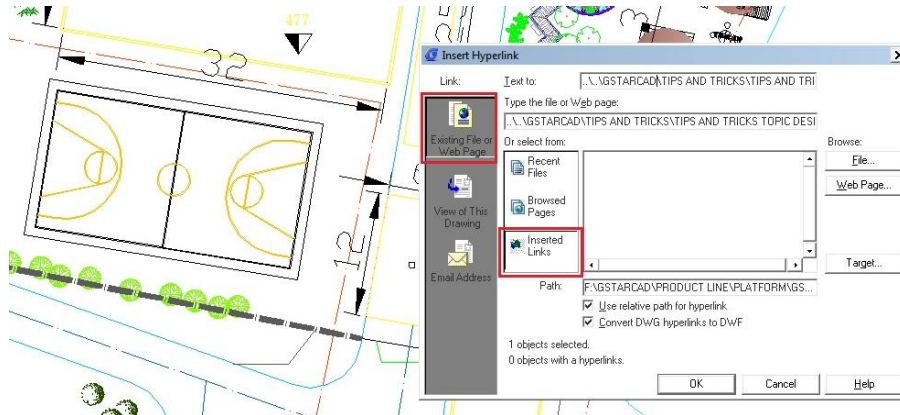 477
32
12
Insert Hyperlink
Link:
Text to:
..\..\GSTARCAD\TIPS AND TRICKS\TIPS AND TRI
Type the file or Web page:
..\..\GSTARCAD\TIPS AND TRICKS\TIPS AND TRICKS TOPIC DESI
Existing File or
Web Page
View of This
Drawing
Email Address
Or select from:
Recent
Files
Browsed
Pages
Inserted
Links
Browse:
File...
Web Page...
Target...
Path:
F:\GSTARCAD\PRODUCT LINE\PLATFORM\GS...
Use relative path for hyperlink
Convert DWG hyperlinks to DWF
1 objects selected.
0 objects with a hyperlinks.
OK
Cancel
Help